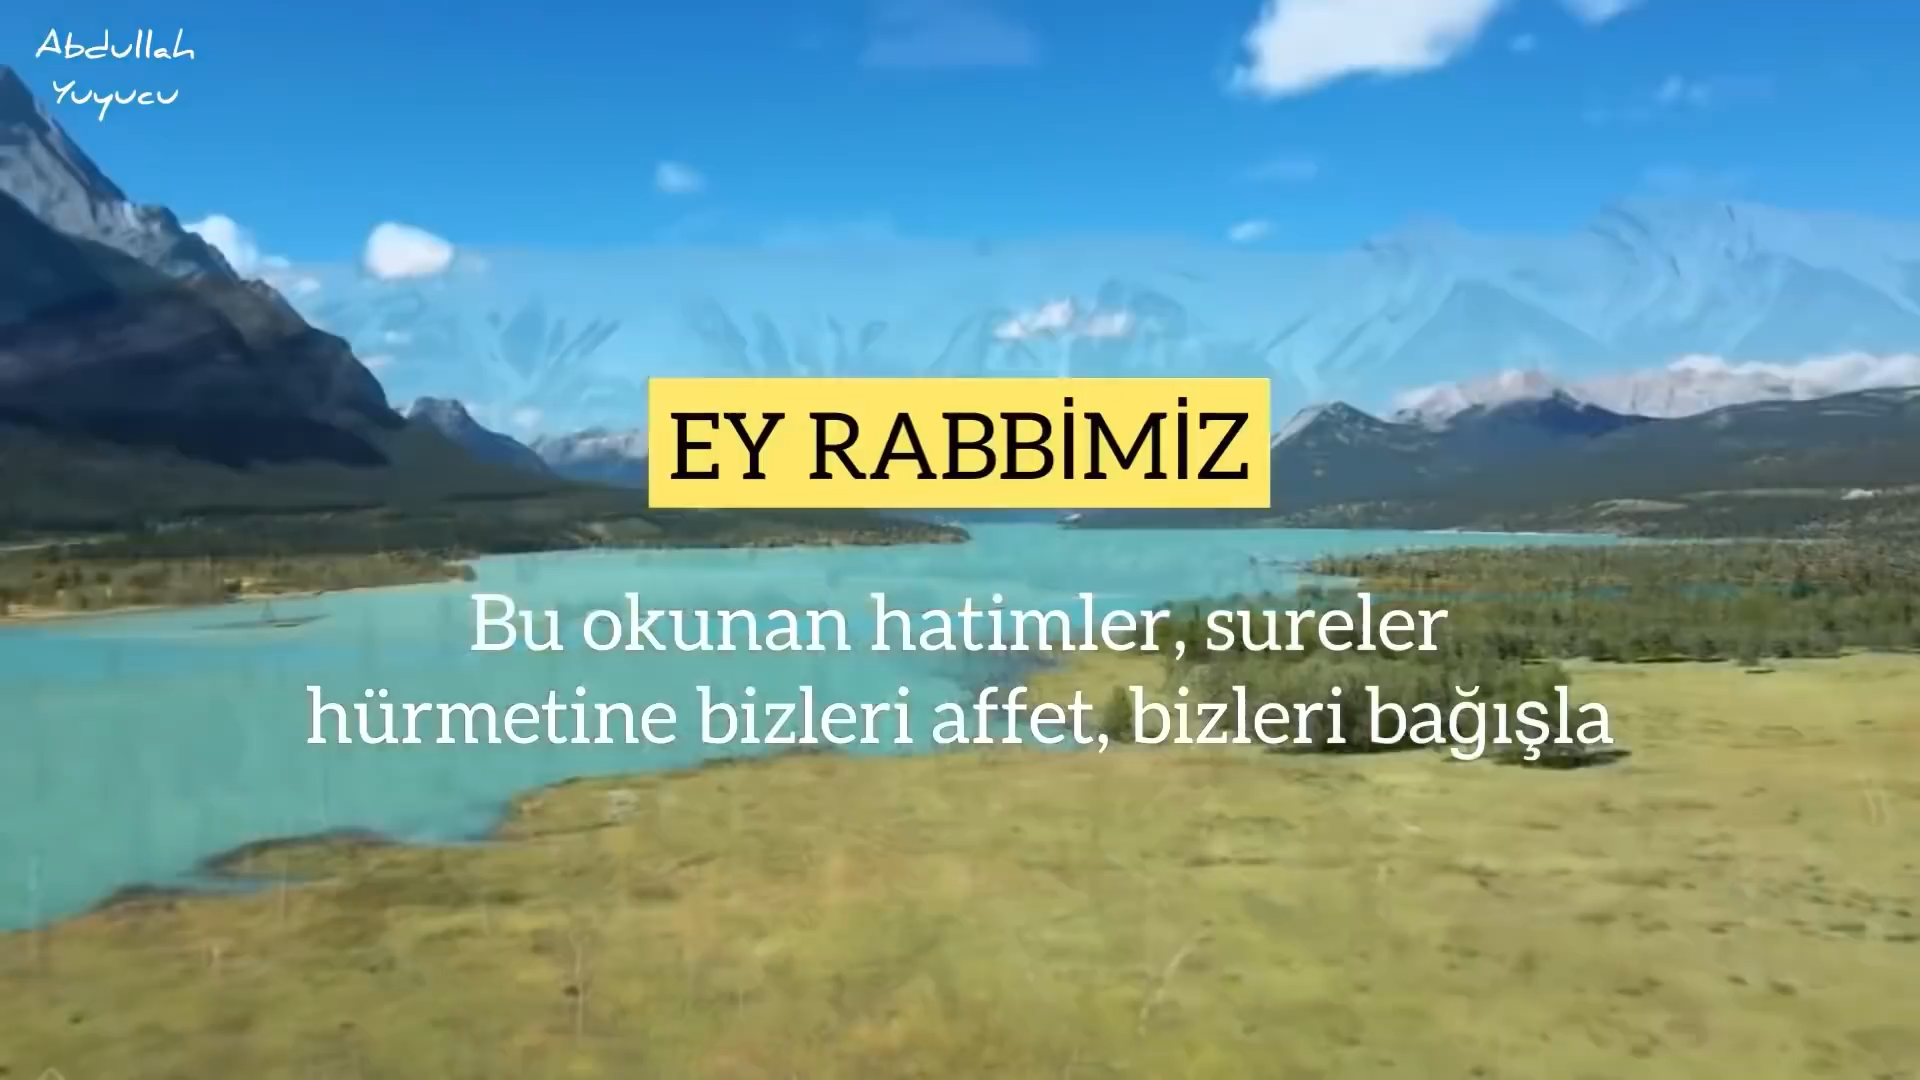 Abdullah
Yuyucu
EY RABBİMİZ
Bu okunan hatimler, sureler
hürmetine bizleri affet, bizleri bağışla